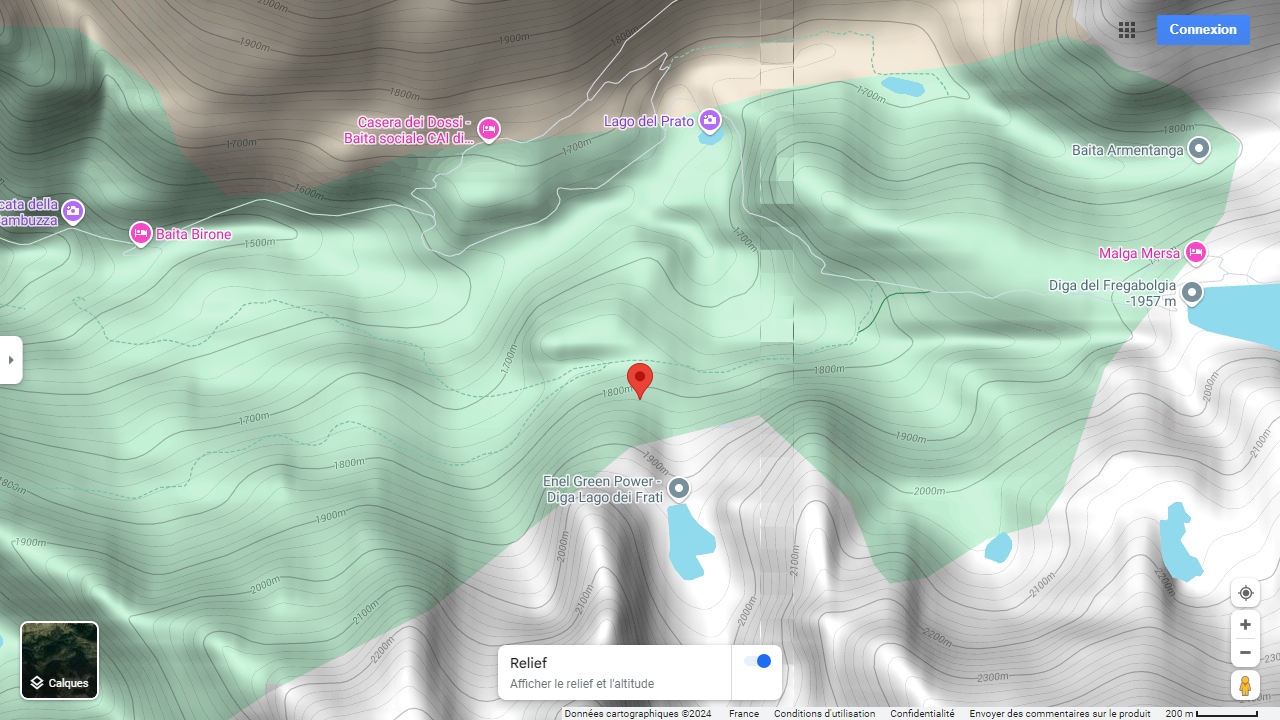 2000m
1900m
1900m
1800m
Connexion
1800m
1700m
Casera dei Dossi -
Baita sociale CAI di...
Lago del Prato
1700m
1700m
1800m
Baita Armentanga
1600m
cata della
ambuzza
Baita Birone
1500m
1700m
Malga Mersa
Diga del Fregabolgia
-1957 m
1700m
1800m
1800m
2000m
1700m
1900m
2100m
1800m
1900m
1800m
Enel Green Power -
Diga Lago dei Frati
2000m
1900m
1900m
2000m
2100m
2000m
2100m
2100m
2200m
2100m
2000m
2200m
2200m
2300m
Calques
Relief
Afficher le relief et l'altitude
Données cartographiques ©2024 France Conditions d'utilisation Confidentialité Envoyer des commentaires sur le produit 200 m